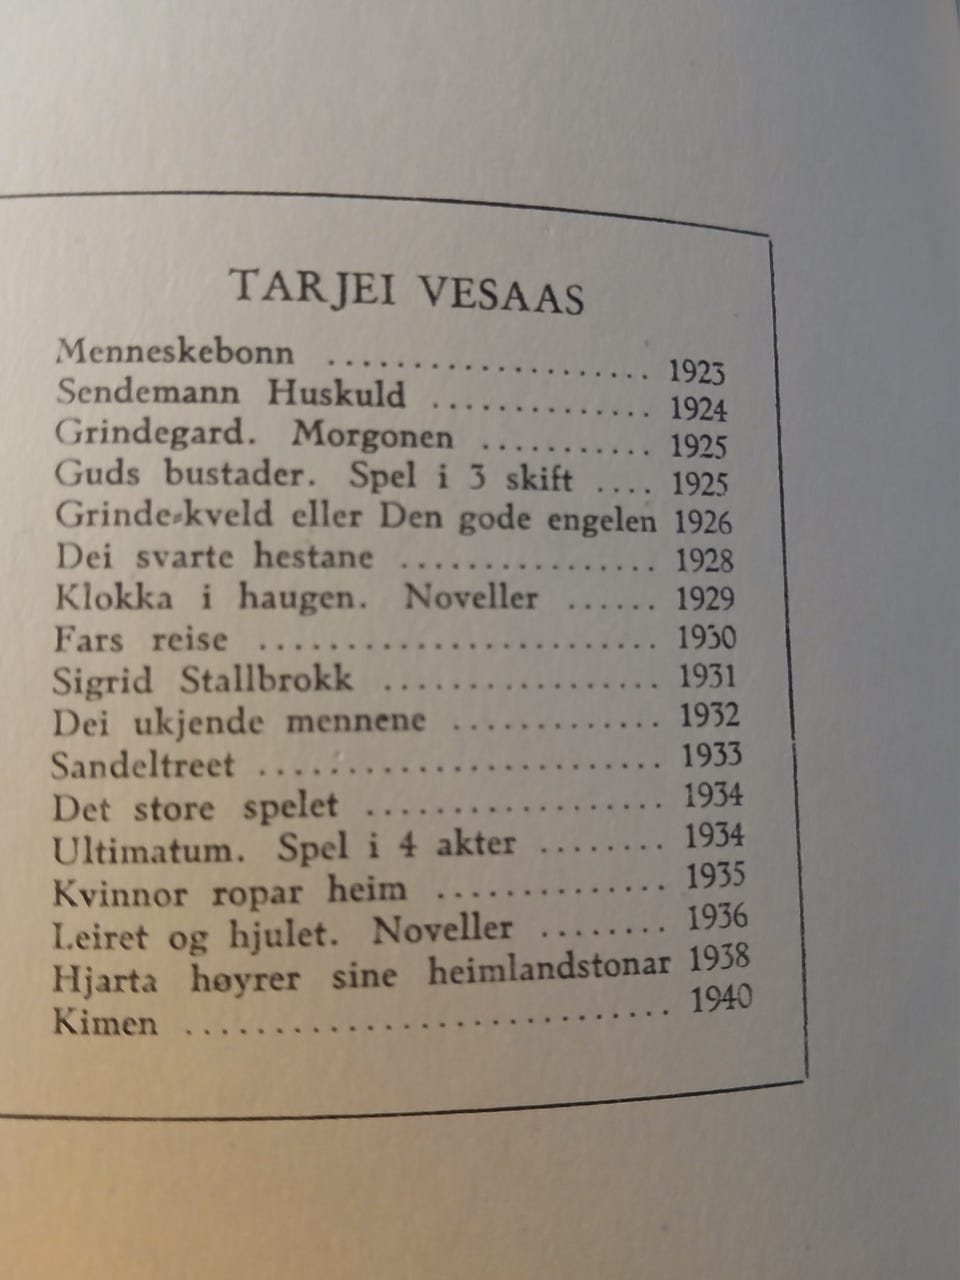 TARJEI VESAAS
Menneskebonn .................... 1923
Sendemann Huskuld ............. 1924
Grindegard. Morgonen ........... 1925
Guds bustader. Spel i 3 skift .... 1925
Grinde-kveld eller Den gode engelen 1926
Dei svarte hestane ................ 1928
Klokka i haugen. Noveller ...... 1929
Fars reise ......................... 1930
Sigrid Stallbrokk ................. 1931
Dei ukjende mennene ............. 1932
Sandeltreet ......................... 1933
Det store spelet .................. 1934
Ultimatum. Spel i 4 akter ........ 1934
Kvinnor ropar heim .............. 1935
Leiret og hjulet. Noveller ........ 1936
Hjarta høyrer sine heimlandstonar 1938
Kimen ............................. 1940